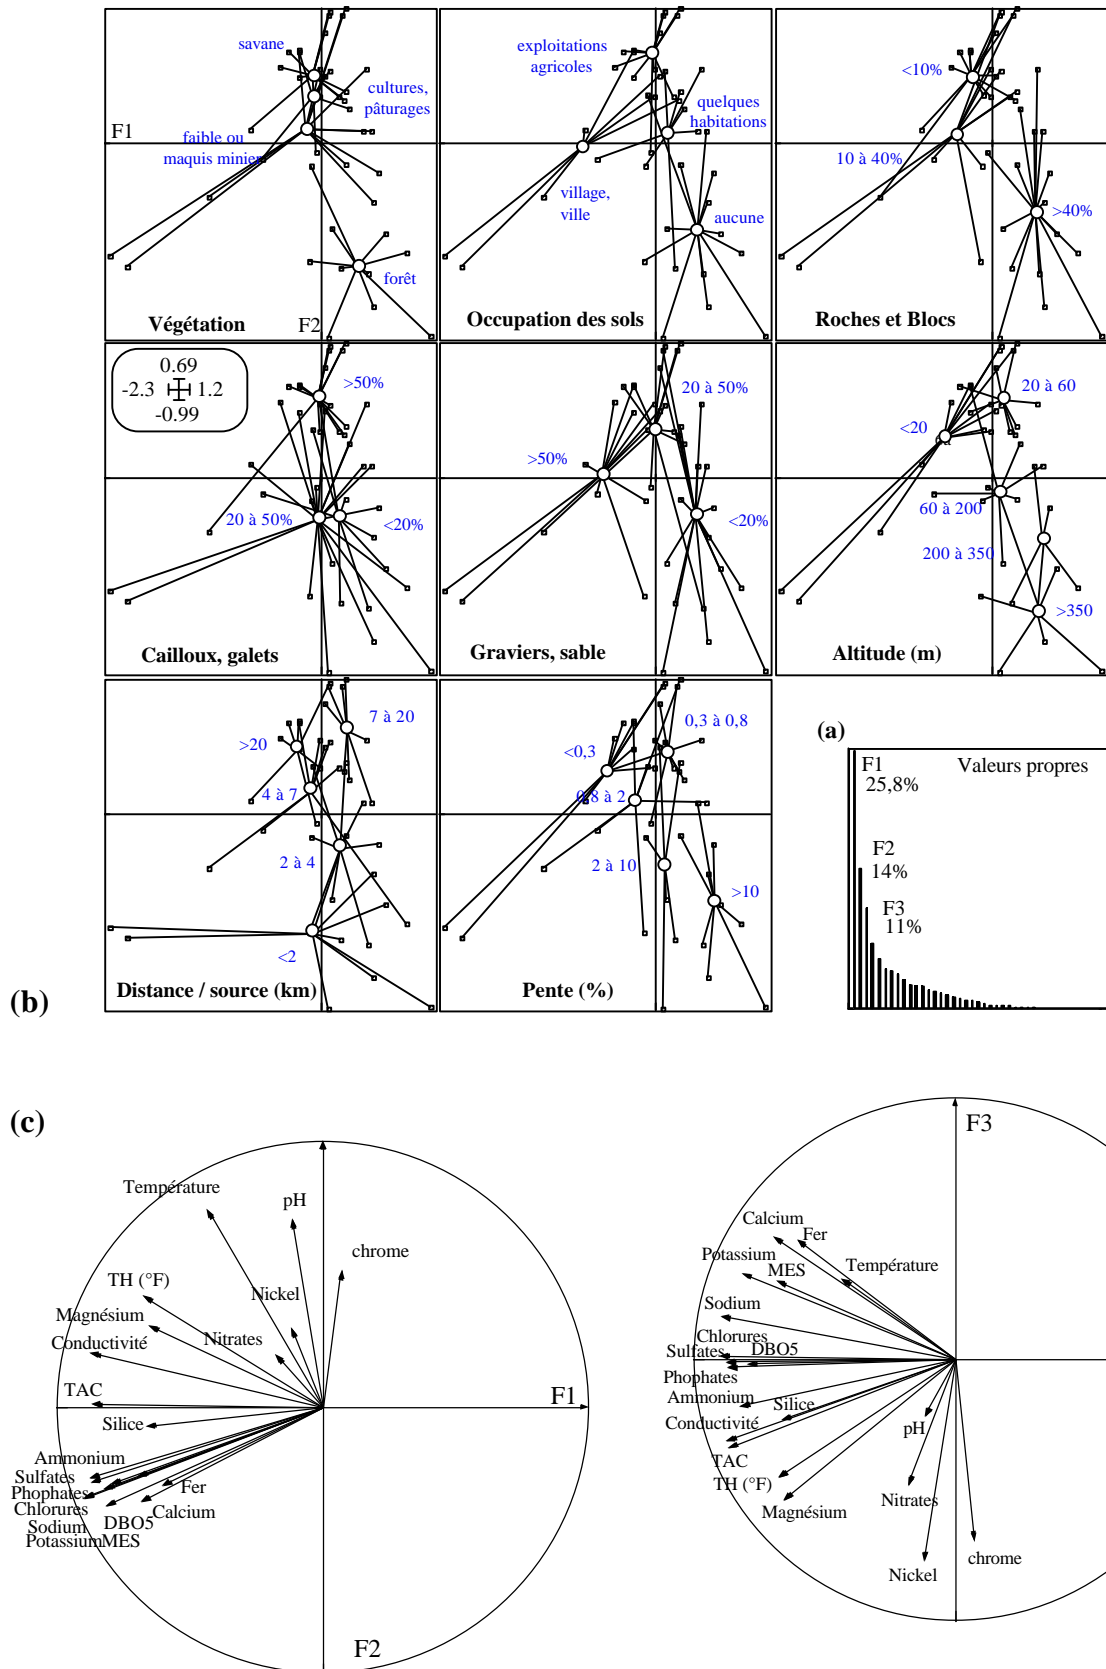 savane
cultures,
pâturages
F1
faible ou
maquis minier
forêt
Végétation
F2
exploitations
agricoles
quelques
habitations
village,
ville
aucune
Occupation des sols
<10%
10 à 40%
>40%
Roches et Blocs
0.69
-2.3
1.2
-0.99
>50%
20 à 50%
<20%
Cailloux, galets
20 à 50%
>50%
<20%
Graviers, sable
20 à 60
<20
60 à 200
200 à 350
>350
Altitude (m)
7 à 20
>20
4 à 7
2 à 4
<2
Distance / source (km)
0,3 à 0,8
<0,3
0,8 à 2
2 à 10
>10
Pente (%)
(a)
F1
25,8%
Valeurs propres
F2
14%
F3
11%
(b)
(c)
Température
pH
chrome
TH (°F)
Nickel
Magnésium
Nitrates
Conductivité
TAC
F1
Silice
Ammonium
Sulfates
Phophates
Fer
Chlorures
DBO5
Calcium
Sodium
Potassium
MES
F2
F3
Calcium
Fer
Potassium
MES
Température
Sodium
Chlorures
Sulfates
DBO5
Phophates
Ammonium
Silice
Conductivité
pH
TAC
TH (°F)
Nitrates
Magnésium
chrome
Nickel